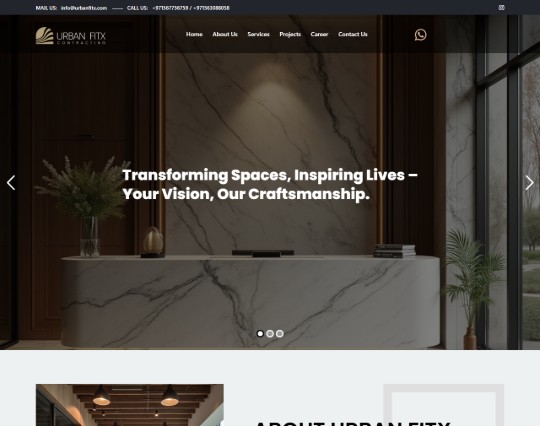 MAIL US: info@urbanfitx.com CALL US: +971567756759 / +971563088058
URBAN FITX
CONTRACTING
Home About Us Services Projects Career Contact Us
Transforming Spaces, Inspiring Lives –
Your Vision, Our Craftsmanship.
ABOUT URBAN FITX